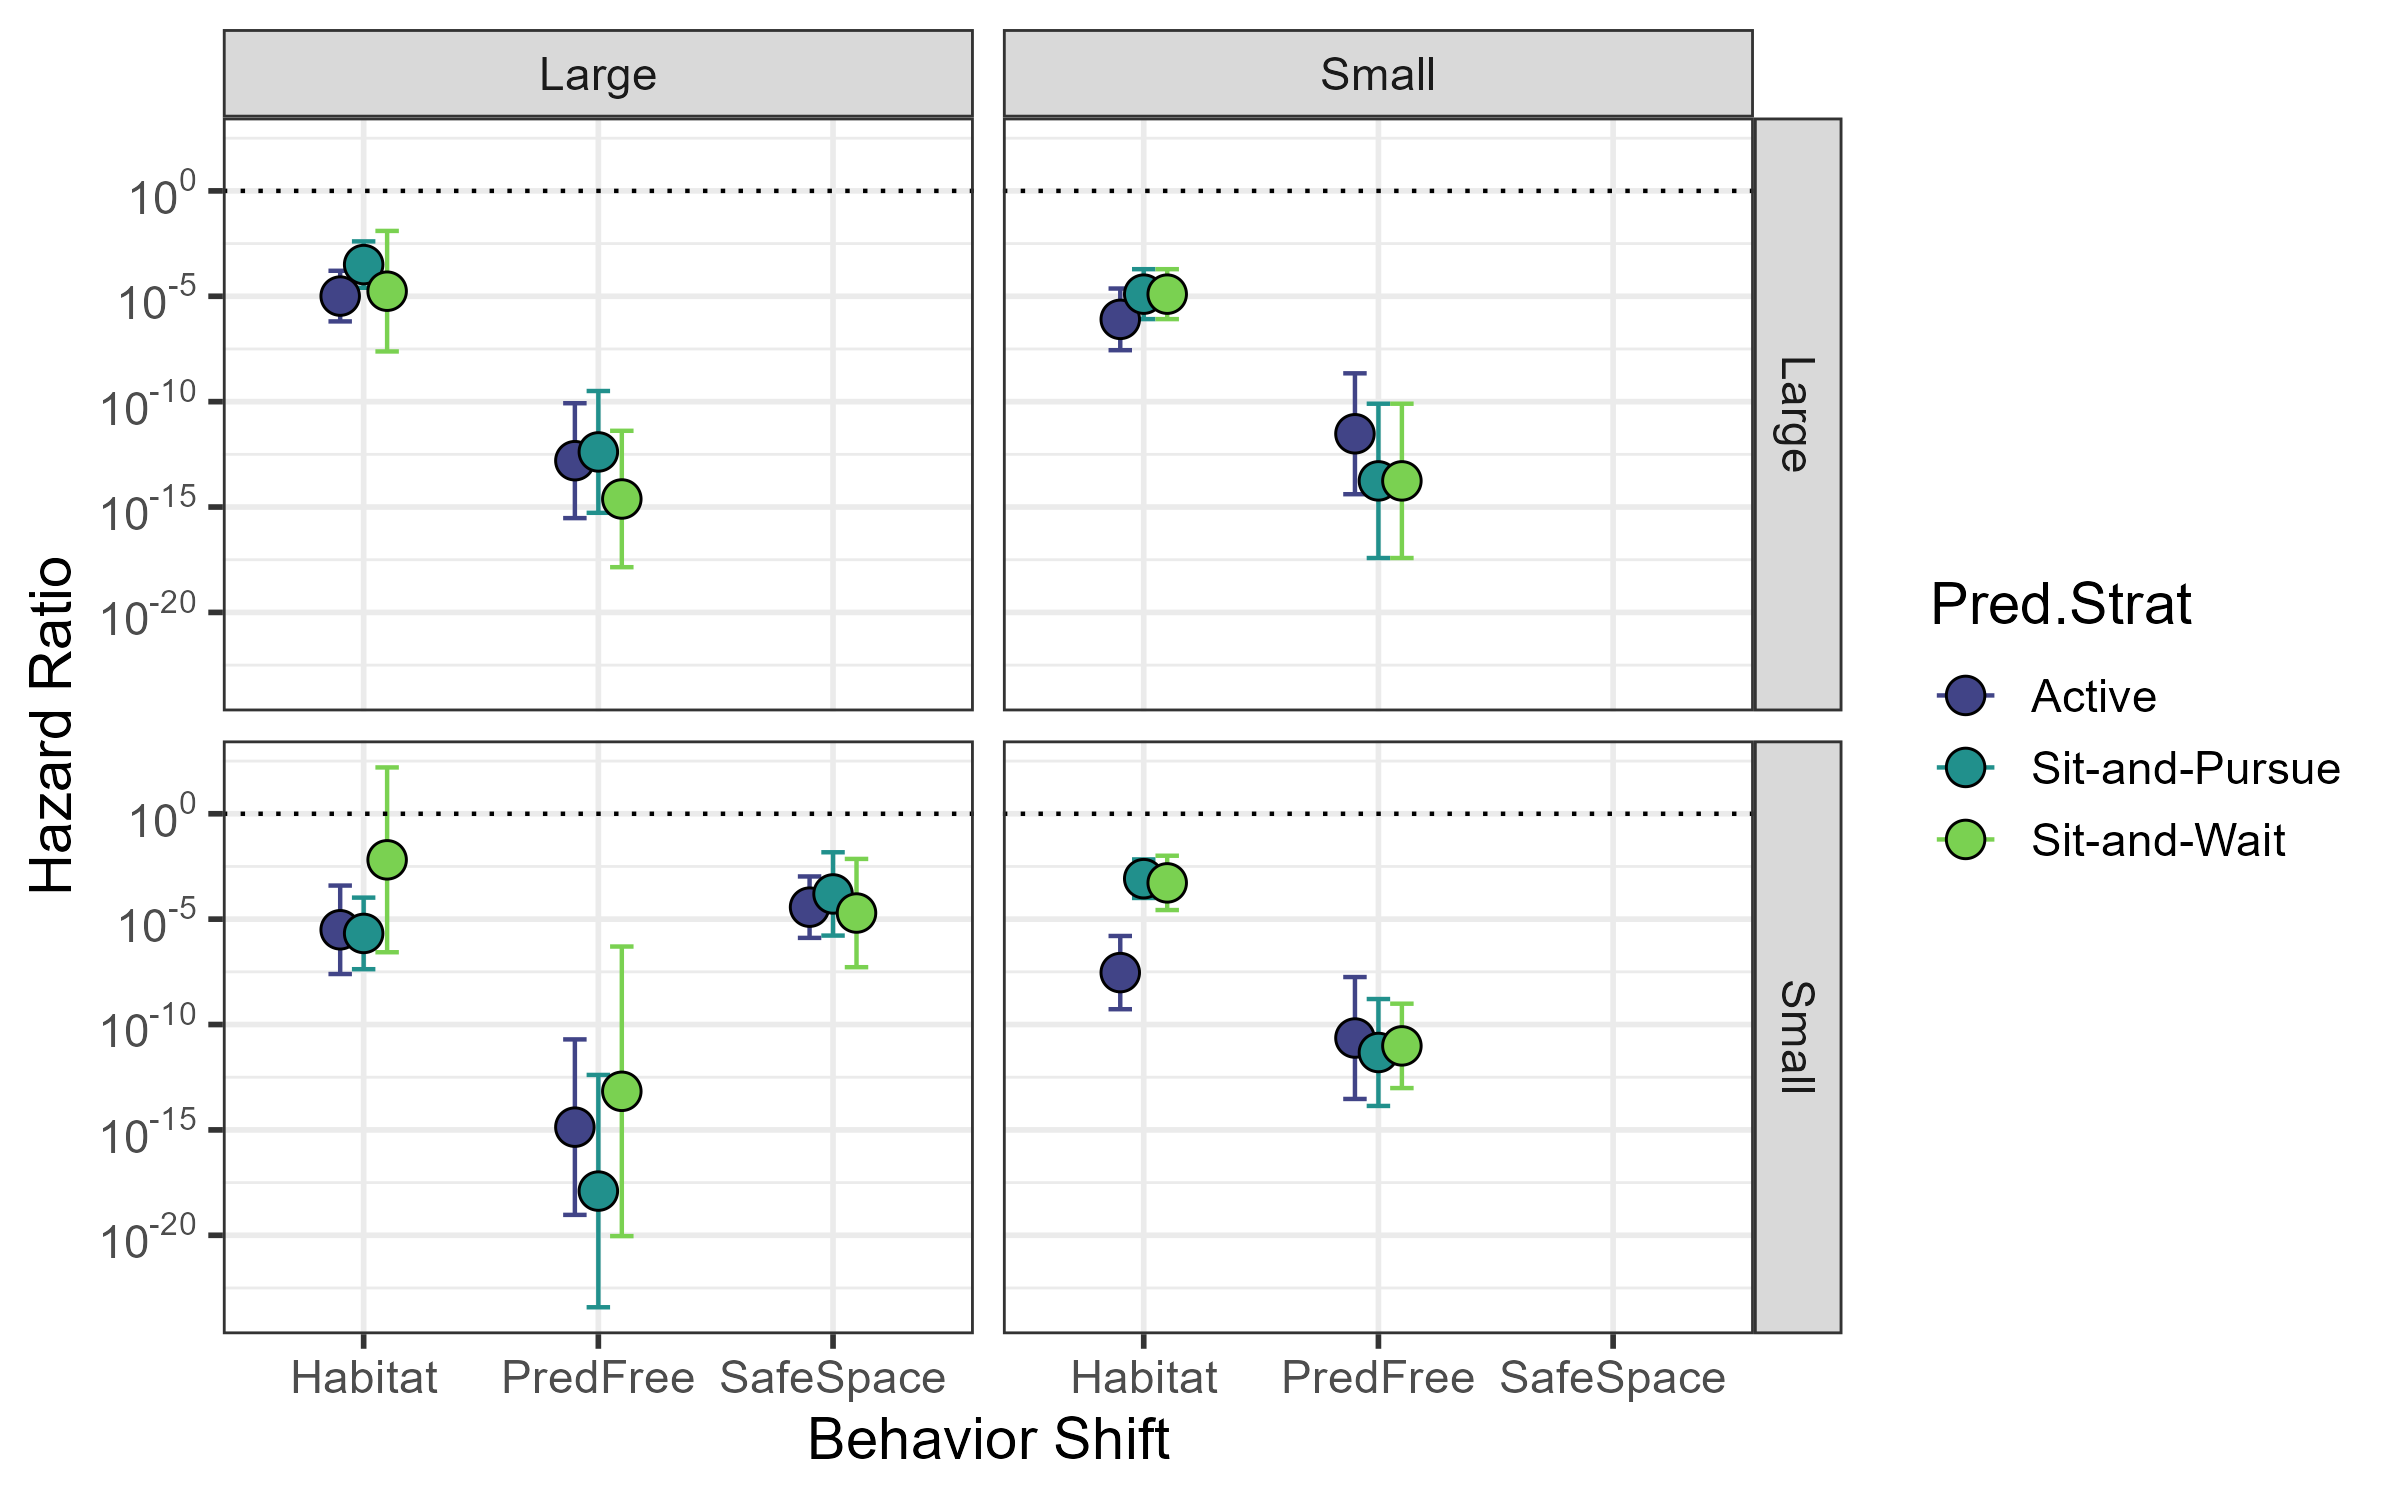 Large
Small
10^0
10^-5
10^-10
10^-15
10^-20
Large
Hazard Ratio
Pred.Strat
Active
Sit-and-Pursue
Sit-and-Wait
10^0
10^-5
10^-10
10^-15
10^-20
Small
Habitat PredFree SafeSpace
Habitat PredFree SafeSpace
Behavior Shift